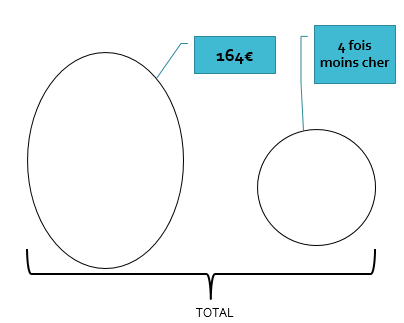 164€
4 fois
moins cher
TOTAL